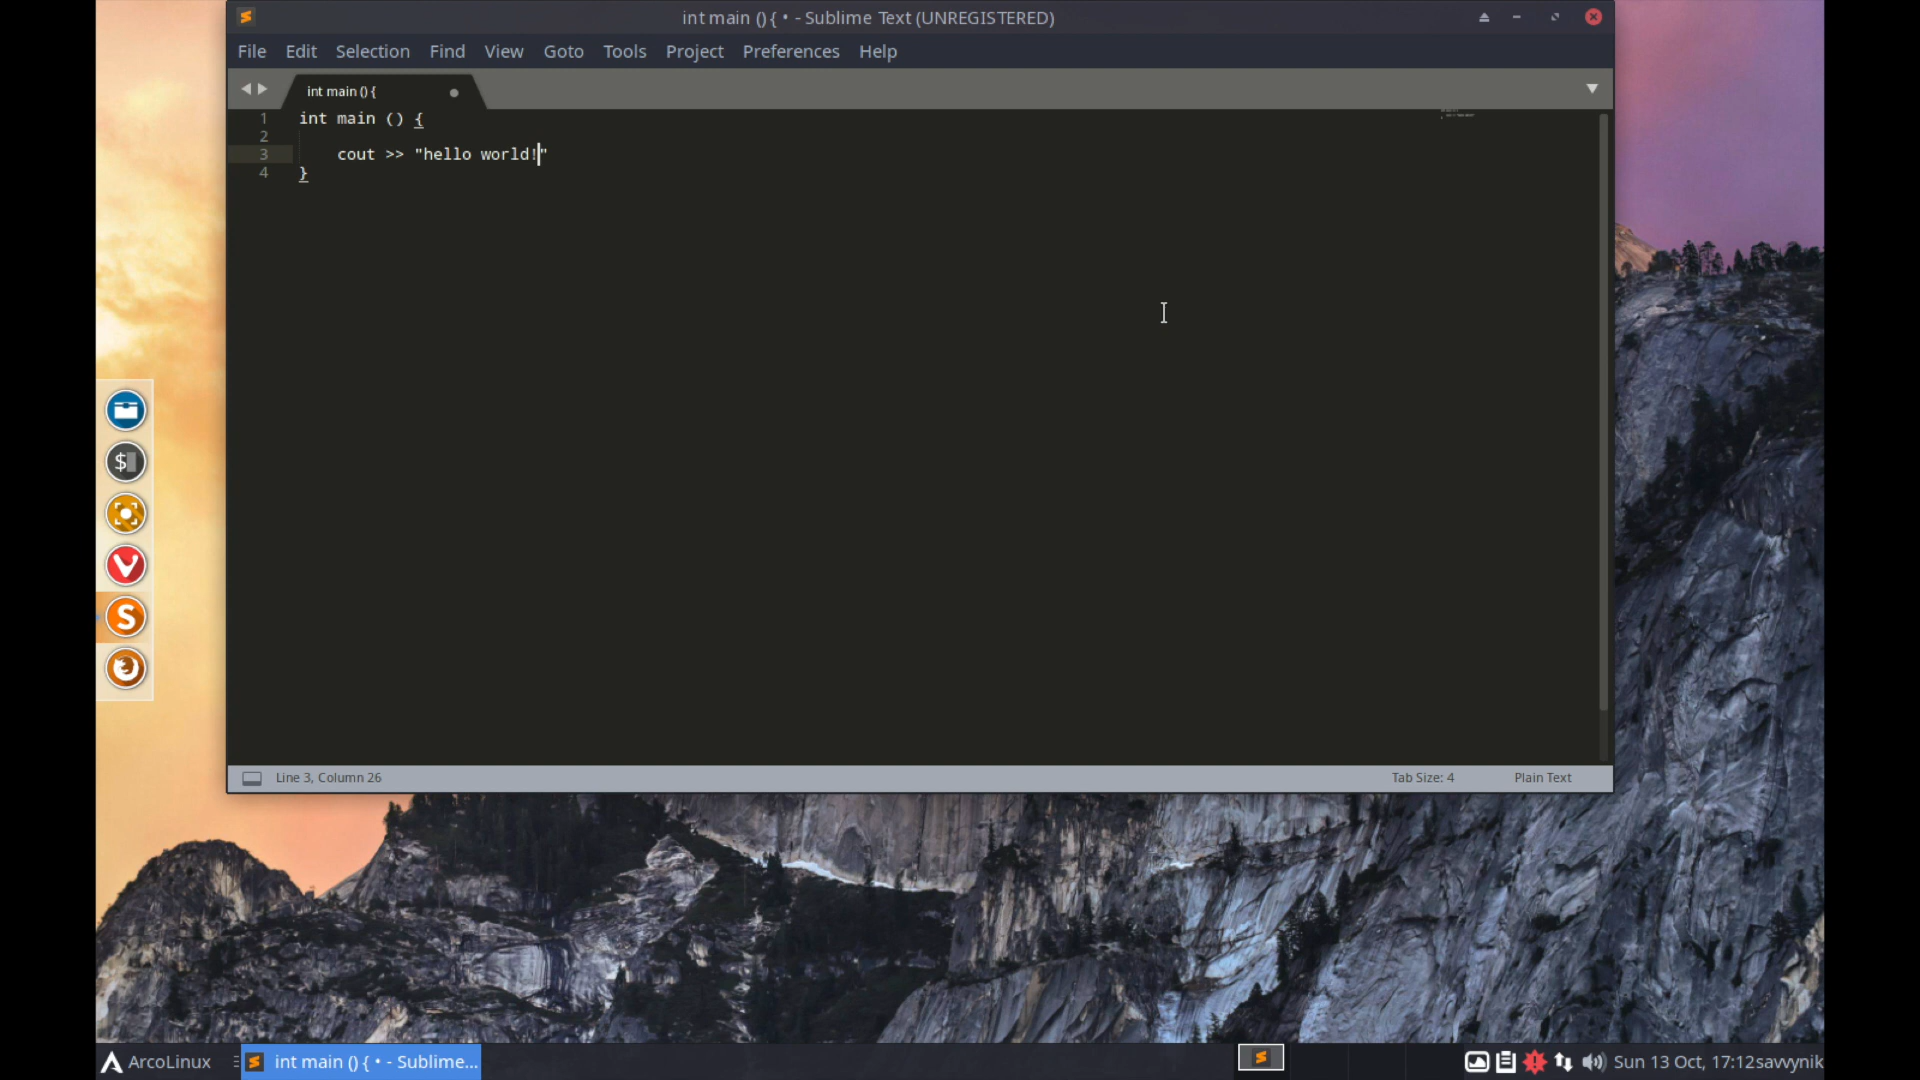 int main () { • - Sublime Text (UNREGISTERED)
File Edit Selection Find View Goto Tools Project Preferences Help
int main () {
1 int main () {
2
3 cout >> "hello world!"
4 }
$
Line 3, Column 26 Tab Size: 4 Plain Text
ArcoLinux int main () { • - Sublime... Sun 13 Oct, 17:12 savvynik